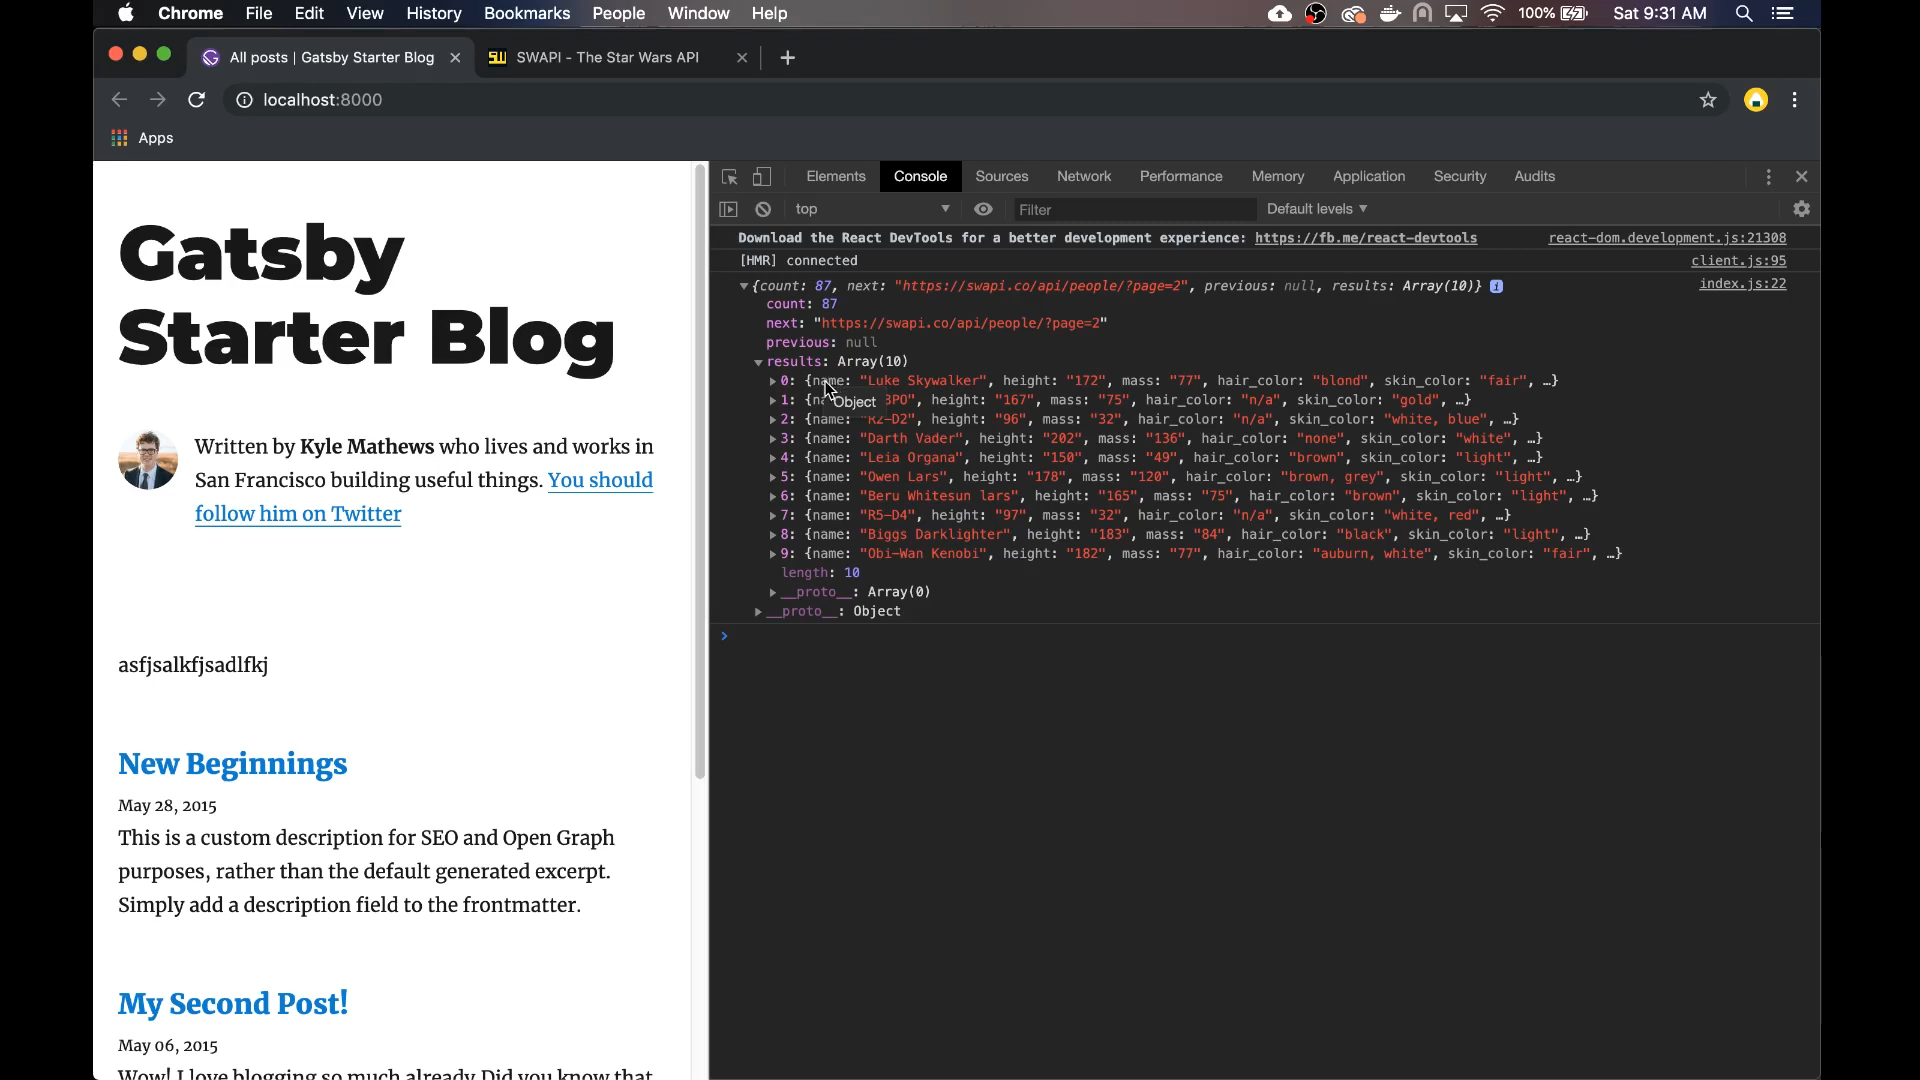 Chrome File Edit View History Bookmarks People Window Help 100% Sat 9:31 AM
All posts | Gatsby Starter Blog SWAPI - The Star Wars API
localhost:8000
Apps
Gatsby
Starter Blog
Written by Kyle Mathews who lives and works in
San Francisco building useful things. You should
follow him on Twitter
asfjsalkfjsadlfkj
New Beginnings
May 28, 2015
This is a custom description for SEO and Open Graph
purposes, rather than the default generated excerpt.
Simply add a description field to the frontmatter.
My Second Post!
May 06, 2015
Wow! I love blogging so much already Did you know that
Elements Console Sources Network Performance Memory Application Security Audits
top Filter Default levels
Download the React DevTools for a better development experience: https://fb.me/react-devtools react-dom.development.js:21308
[HMR] connected client.js:95
{count: 87, next: "https://swapi.co/api/people/?page=2", previous: null, results: Array(10)} i index.js:22
count: 87
next: "https://swapi.co/api/people/?page=2"
previous: null
results: Array(10)
0: {name: "Luke Skywalker", height: "172", mass: "77", hair_color: "blond", skin_color: "fair", …}
1: {na BPO", height: "167", mass: "75", hair_color: "n/a", skin_color: "gold", …}
Object
2: {name: "R2-D2", height: "96", mass: "32", hair_color: "n/a", skin_color: "white, blue", …}
3: {name: "Darth Vader", height: "202", mass: "136", hair_color: "none", skin_color: "white", …}
4: {name: "Leia Organa", height: "150", mass: "49", hair_color: "brown", skin_color: "light", …}
5: {name: "Owen Lars", height: "178", mass: "120", hair_color: "brown, grey", skin_color: "light", …}
6: {name: "Beru Whitesun lars", height: "165", mass: "75", hair_color: "brown", skin_color: "light", …}
7: {name: "R5-D4", height: "97", mass: "32", hair_color: "n/a", skin_color: "white, red", …}
8: {name: "Biggs Darklighter", height: "183", mass: "84", hair_color: "black", skin_color: "light", …}
9: {name: "Obi-Wan Kenobi", height: "182", mass: "77", hair_color: "auburn, white", skin_color: "fair", …}
length: 10
__proto__: Array(0)
__proto__: Object